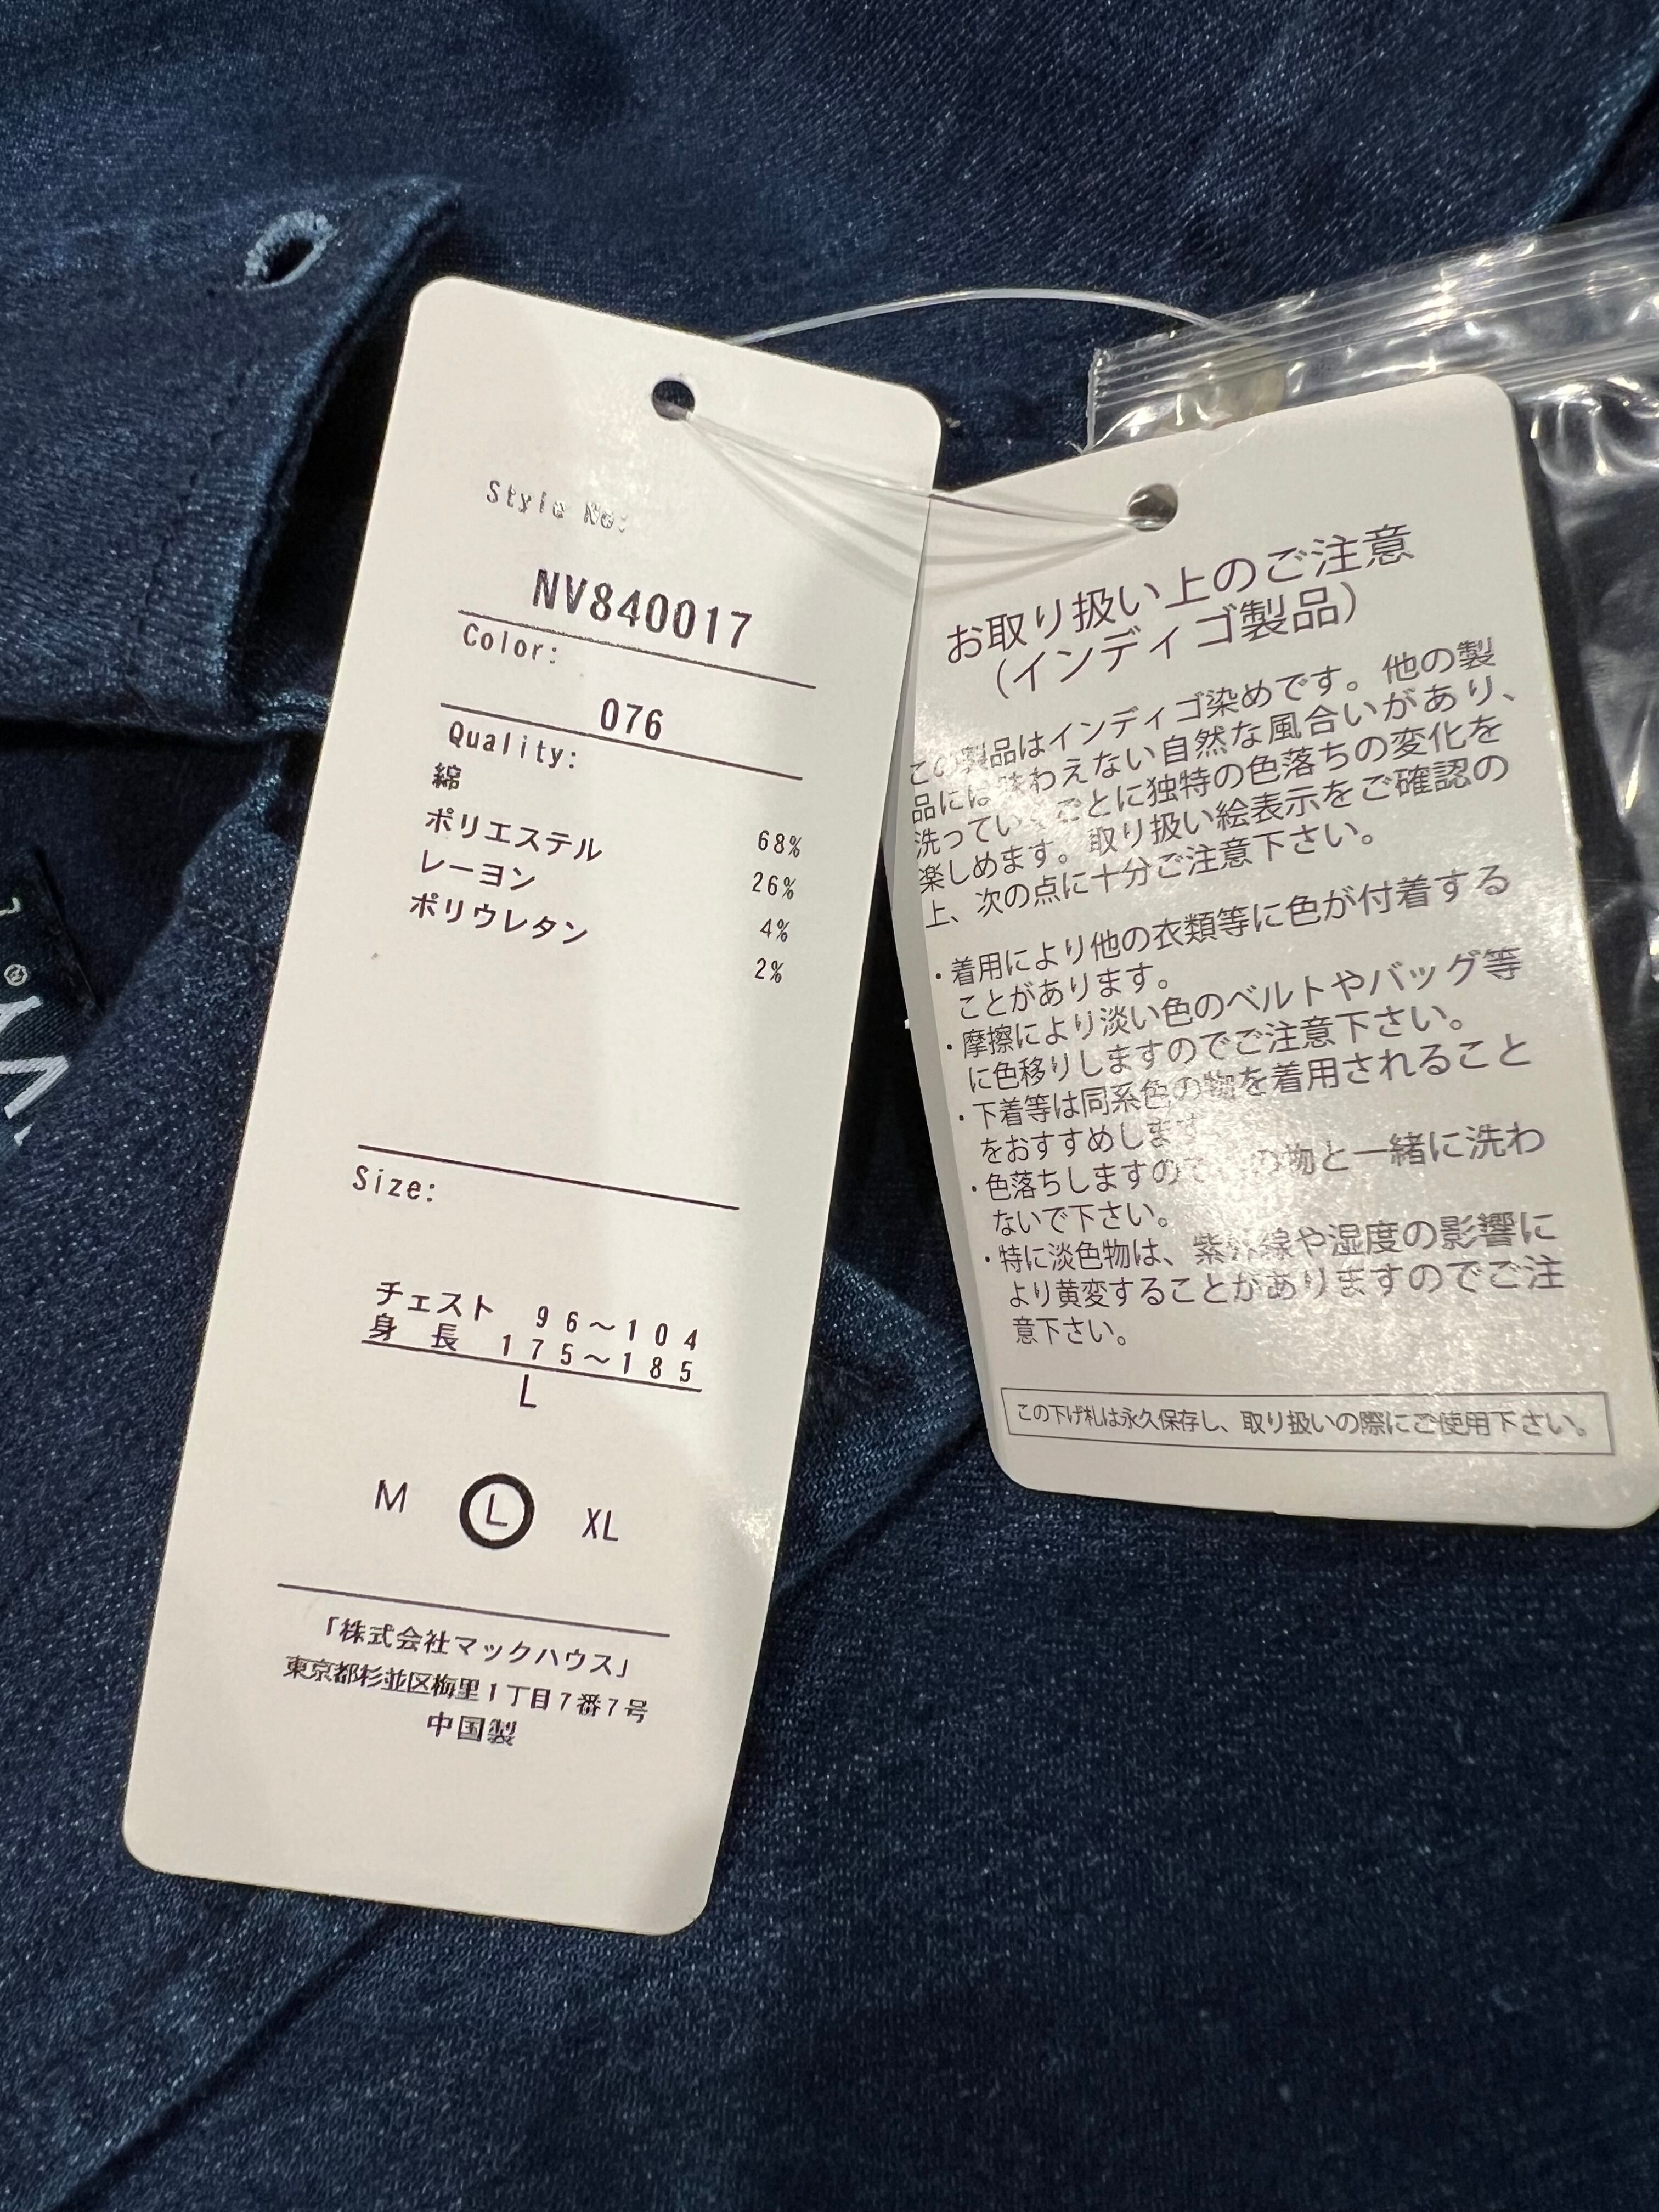 Style No:
NV840017
Color:
076
Quality:
綿 68%
ポリエステル 26%
レーヨン 4%
ポリウレタン 2%
Size:
チェスト 96～104
身 長 175～185
L
M L XL
「株式会社マックハウス」
東京都杉並区梅里1丁目7番7号
中国製
お取り扱い上のご注意
(インディゴ製品)
この製品はインディゴ染めです。他の製
品には味わえない自然な風合いがあり、
洗っていくごとに独特の色落ちの変化を
楽しめます。取り扱い絵表示をご確認の
上、次の点に十分ご注意下さい。
・着用により他の衣類等に色が付着する
ことがあります。
・摩擦により淡い色のベルトやバッグ等
に色移りしますのでご注意下さい。
・下着等は同系色の物を着用されること
をおすすめします
・色落ちしますので の物と一緒に洗わ
ないで下さい。
・特に淡色物は、紫外線や湿度の影響に
より黄変することがありますのでご注
意下さい。
この下げ札は永久保存し、取り扱いの際にご使用下さい。